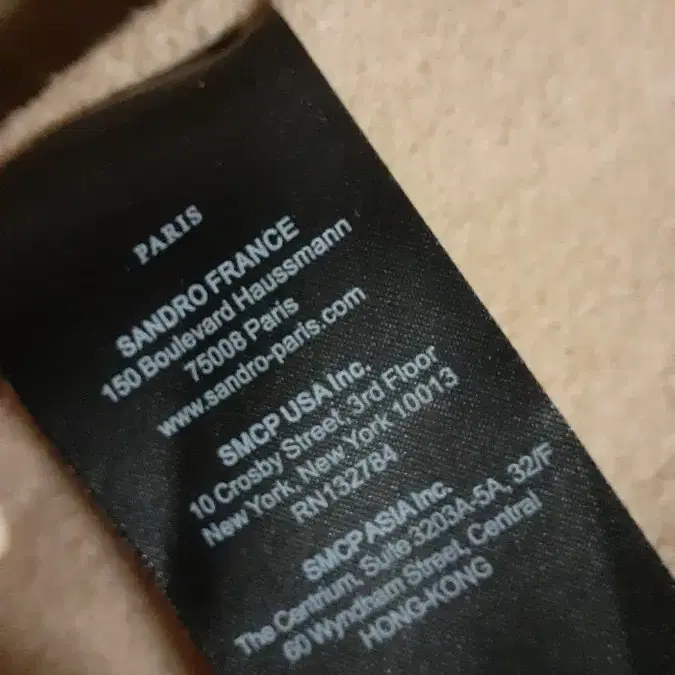 PARIS
SANDRO FRANCE
150 Boulevard Haussmann
75008 Paris
www.sandro-paris.com
SMCP USA Inc.
10 Crosby Street, 3rd Floor
New York, New York 10013
RN132784
SMCP ASIA Inc.
The Centrium, Suite 3203A-5A, 32/F
60 Wyndham Street, Central
HONG-KONG